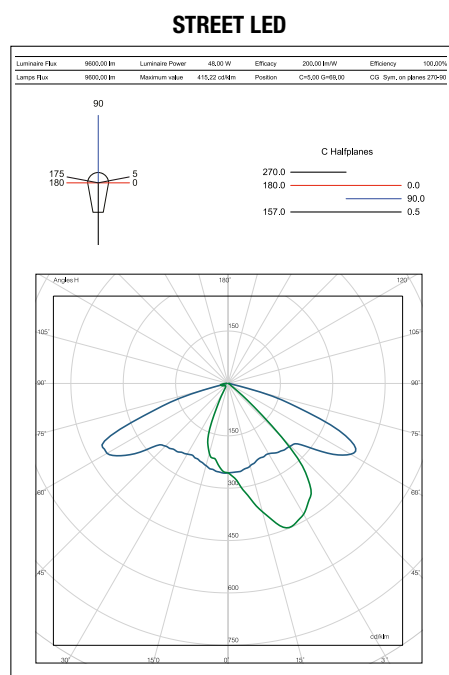 STREET LED
Luminaire Flux 9600,00 lm Luminaire Power 48,00 W Efficacy 200,00 lm/W Efficiency 100,00%
Lamps Flux 9600,00 lm Maximum value 415,22 cd/klm Position C=5,00 G=69,00 CG Sym. on planes 270-90
90
175 5
180 0
C Halfplanes
270.0
180.0 0.0
90.0
157.0 0.5
Angles H 180° 120°
150
105° 105°
90° 90°
150
75° 75°
300
60° 60°
450
45° 45°
600
cd/klm
750
30° 15° 0° 15°